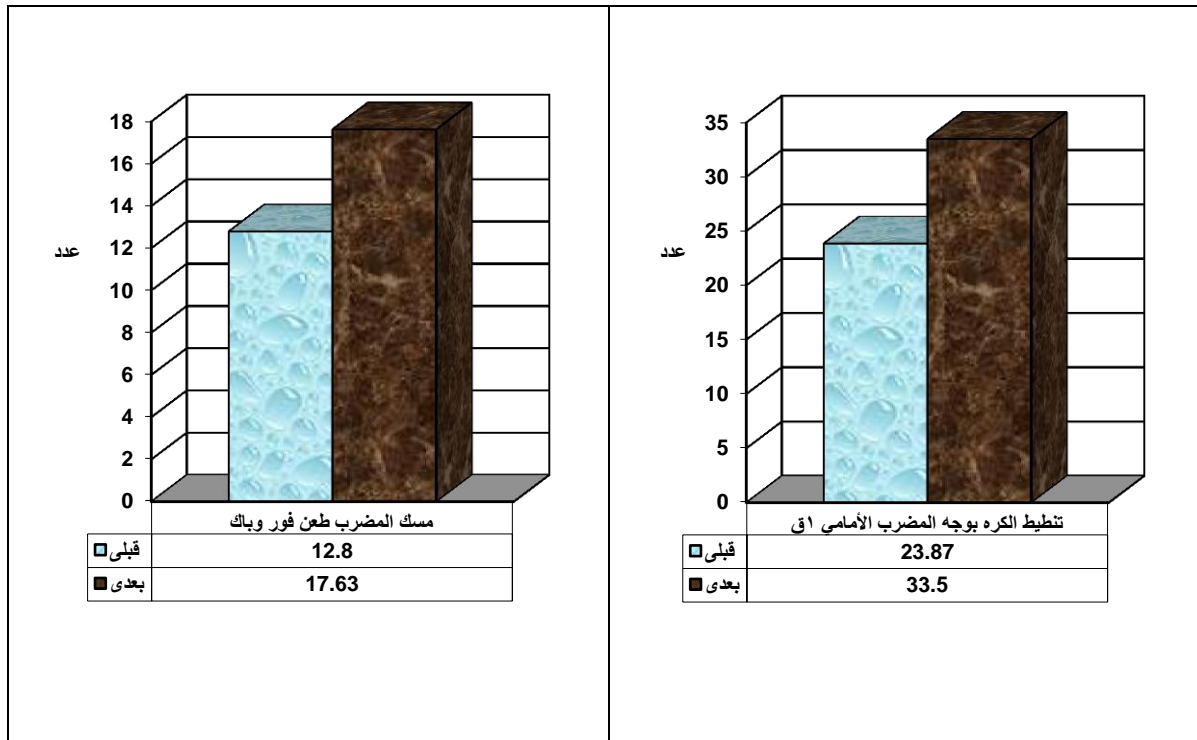 18
16
14
12
10
8
6
4
2
0
عدد
مسك المضرب طعن فور وباك
قبلى 12.8
بعدى 17.63
35
30
25
20
15
10
5
0
عدد
تنطيط الكره بوجه المضرب الأمامي ١ق
قبلى 23.87
بعدى 33.5